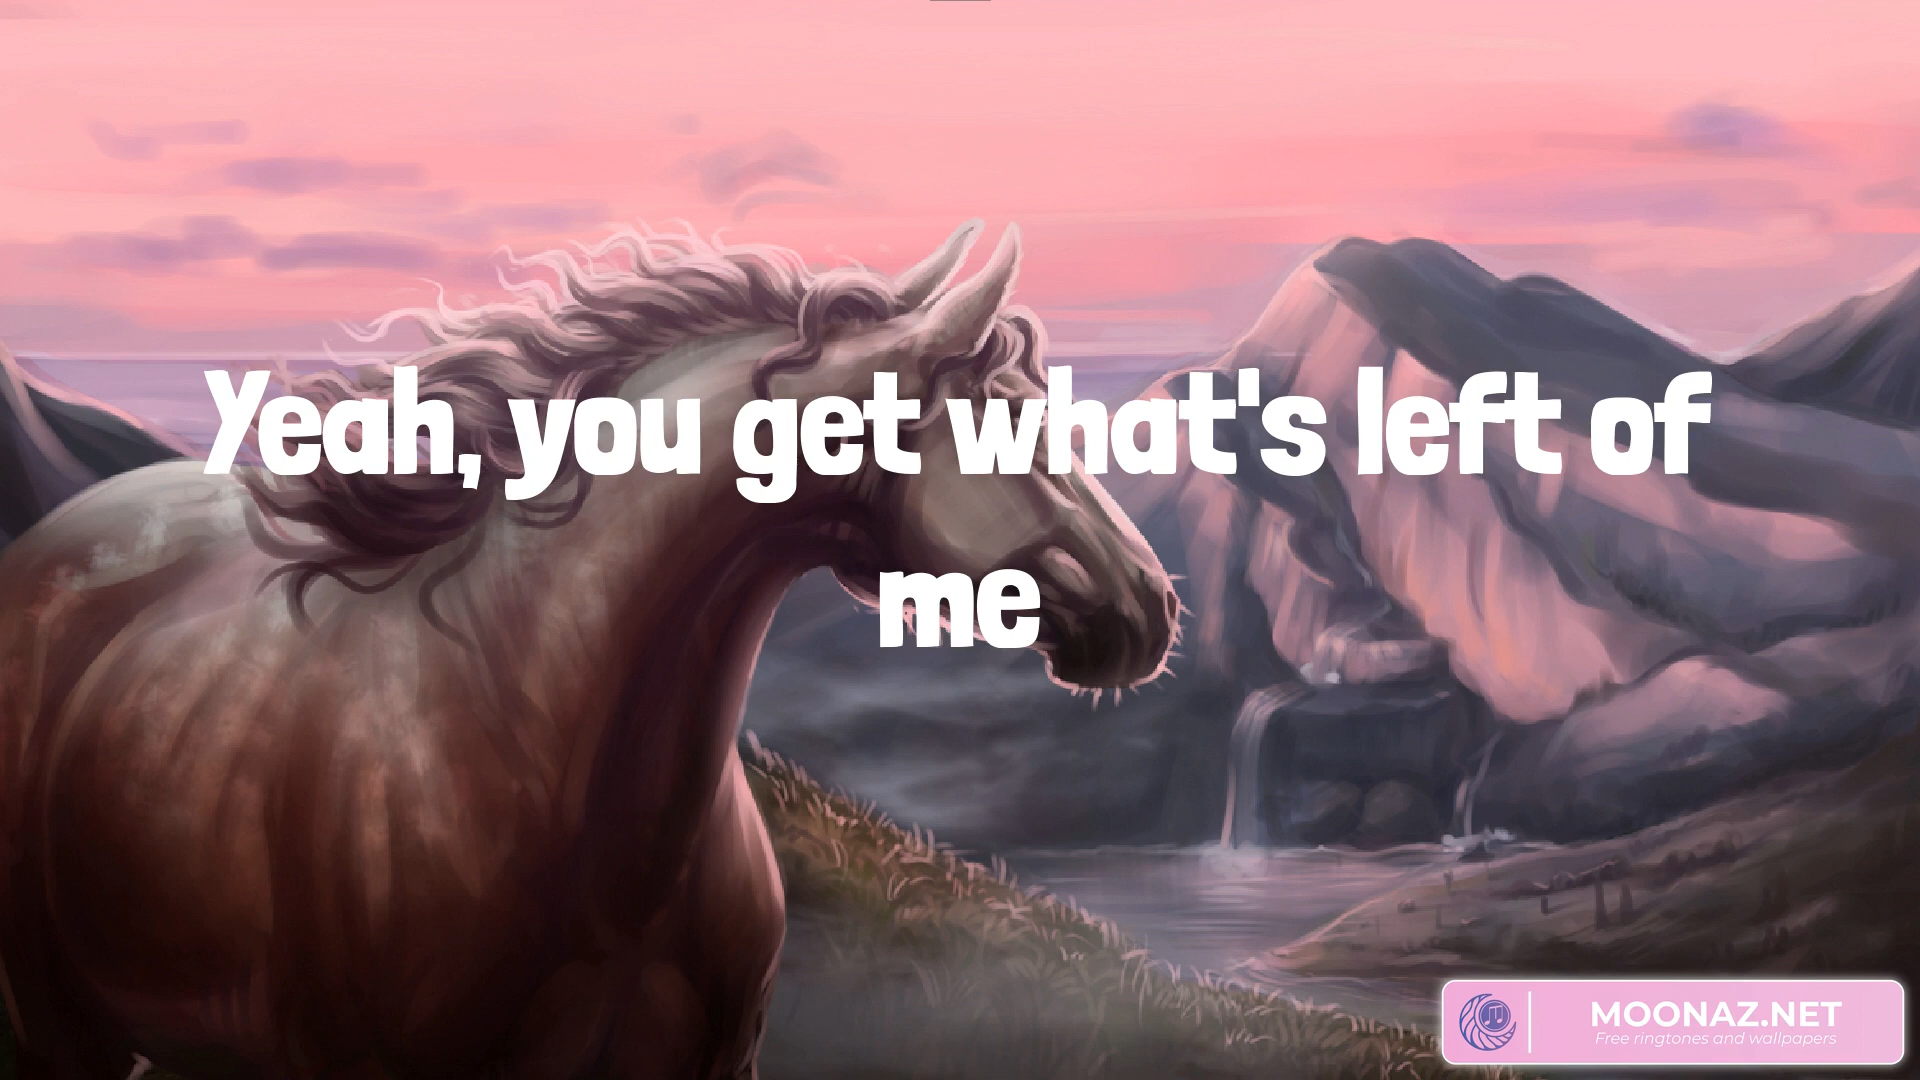 Yeah, you get what's left of
me
MOONAZ.NET
Free ringtones and wallpapers